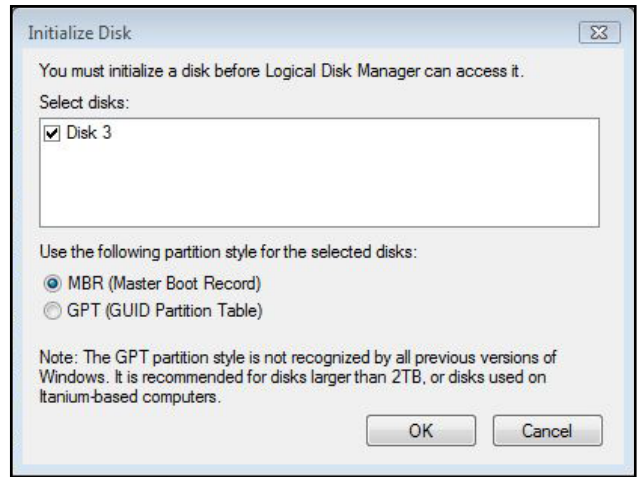 Initialize Disk
You must initialize a disk before Logical Disk Manager can access it.
Select disks:
Disk 3
Use the following partition style for the selected disks:
MBR (Master Boot Record)
GPT (GUID Partition Table)
Note: The GPT partition style is not recognized by all previous versions of
Windows. It is recommended for disks larger than 2TB, or disks used on
Itanium-based computers.
OK Cancel